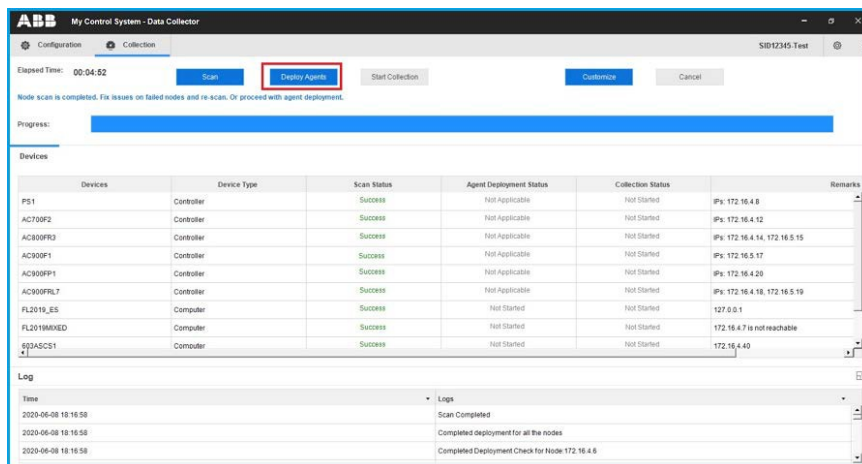 ABB My Control System - Data Collector
Configuration Collection SID12345-Test
Elapsed Time: 00:04:52 Scan Deploy Agents Start Collection Customize Cancel
Node scan is completed. Fix issues on failed nodes and re-scan. Or proceed with agent deployment.
Progress:
Devices
Devices Device Type Scan Status Agent Deployment Status Collection Status Remarks
PS1 Controller Success Not Applicable Not Started IPs: 172.16.4.8
AC700F2 Controller Success Not Applicable Not Started IPs: 172.16.4.12
AC800FR3 Controller Success Not Applicable Not Started IPs: 172.16.4.14, 172.16.5.15
AC900F1 Controller Success Not Applicable Not Started IPs: 172.16.5.17
AC900FP1 Controller Success Not Applicable Not Started IPs: 172.16.4.20
AC900FRL7 Controller Success Not Applicable Not Started IPs: 172.16.4.18, 172.16.5.19
FL2019_ES Computer Success Not Started Not Started 127.0.0.1
FL2019MIXED Computer Success Not Started Not Started 172.16.4.7 is not reachable
603ASCS1 Computer Success Not Started Not Started 172.16.4.40
Log
Time Logs
2020-06-08 18:16:58 Scan Completed
2020-06-08 18:16:58 Completed deployment for all the nodes
2020-06-08 18:16:58 Completed Deployment Check for Node:172.16.4.6